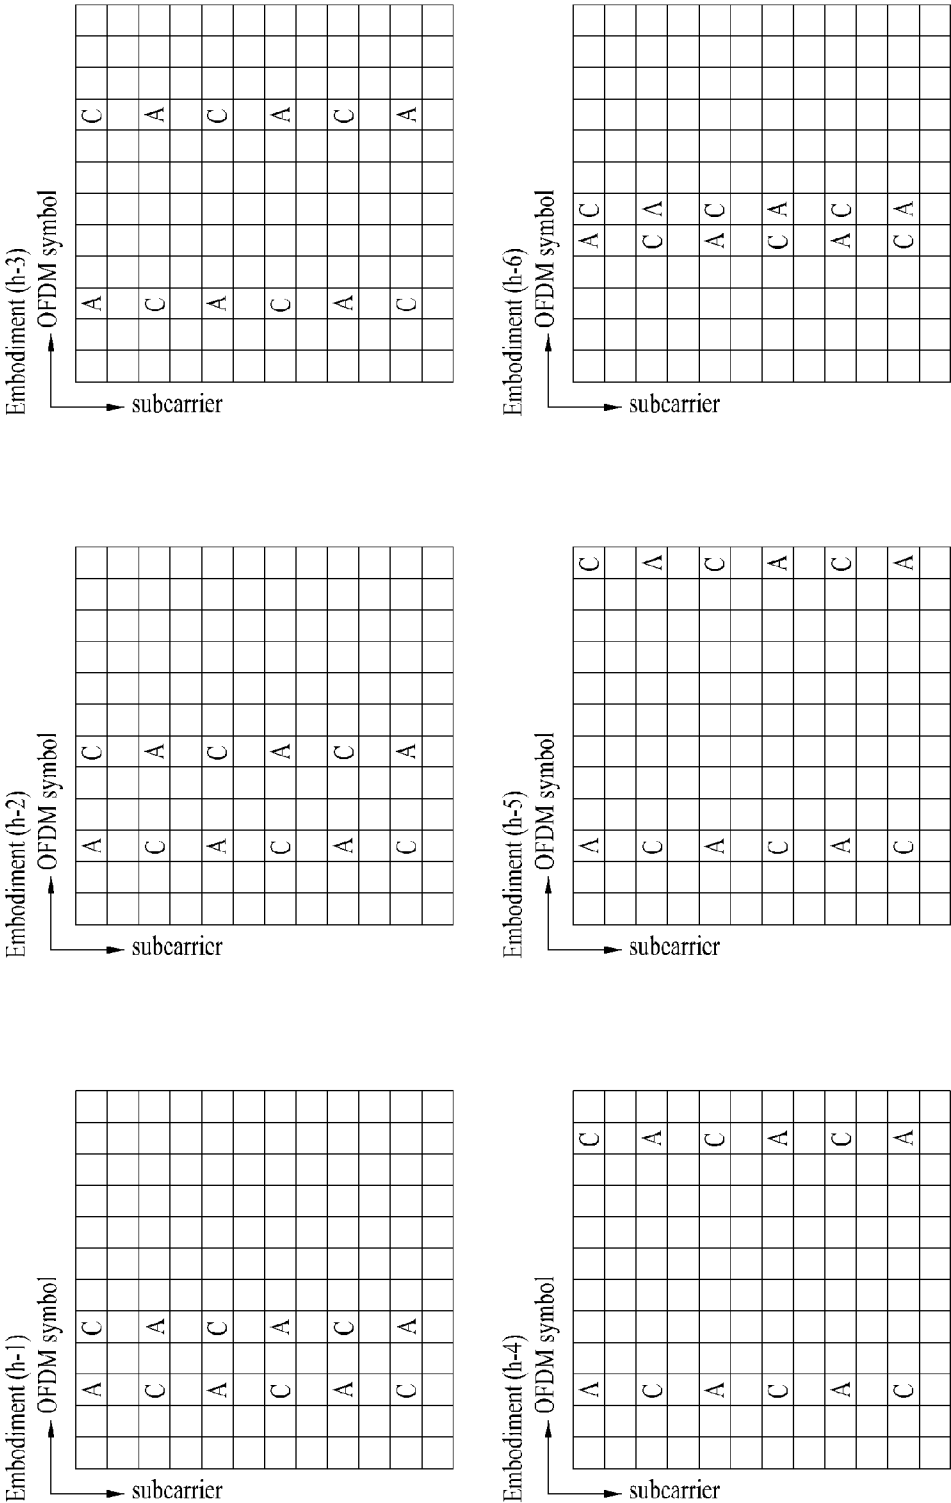 Embodiment (h-1)
OFDM symbol
A C
C A
A C
C A
A C
C A
subcarrier
Embodiment (h-2)
OFDM symbol
A C
C A
A C
C A
A C
C A
subcarrier
Embodiment (h-3)
OFDM symbol
A C
C A
A C
C A
A C
C A
subcarrier
Embodiment (h-4)
OFDM symbol
A C
C A
A C
C A
A C
C A
subcarrier
Embodiment (h-5)
OFDM symbol
A C
C A
A C
C A
A C
C A
subcarrier
Embodiment (h-6)
OFDM symbol
A C
C A
A C
C A
A C
C A
subcarrier